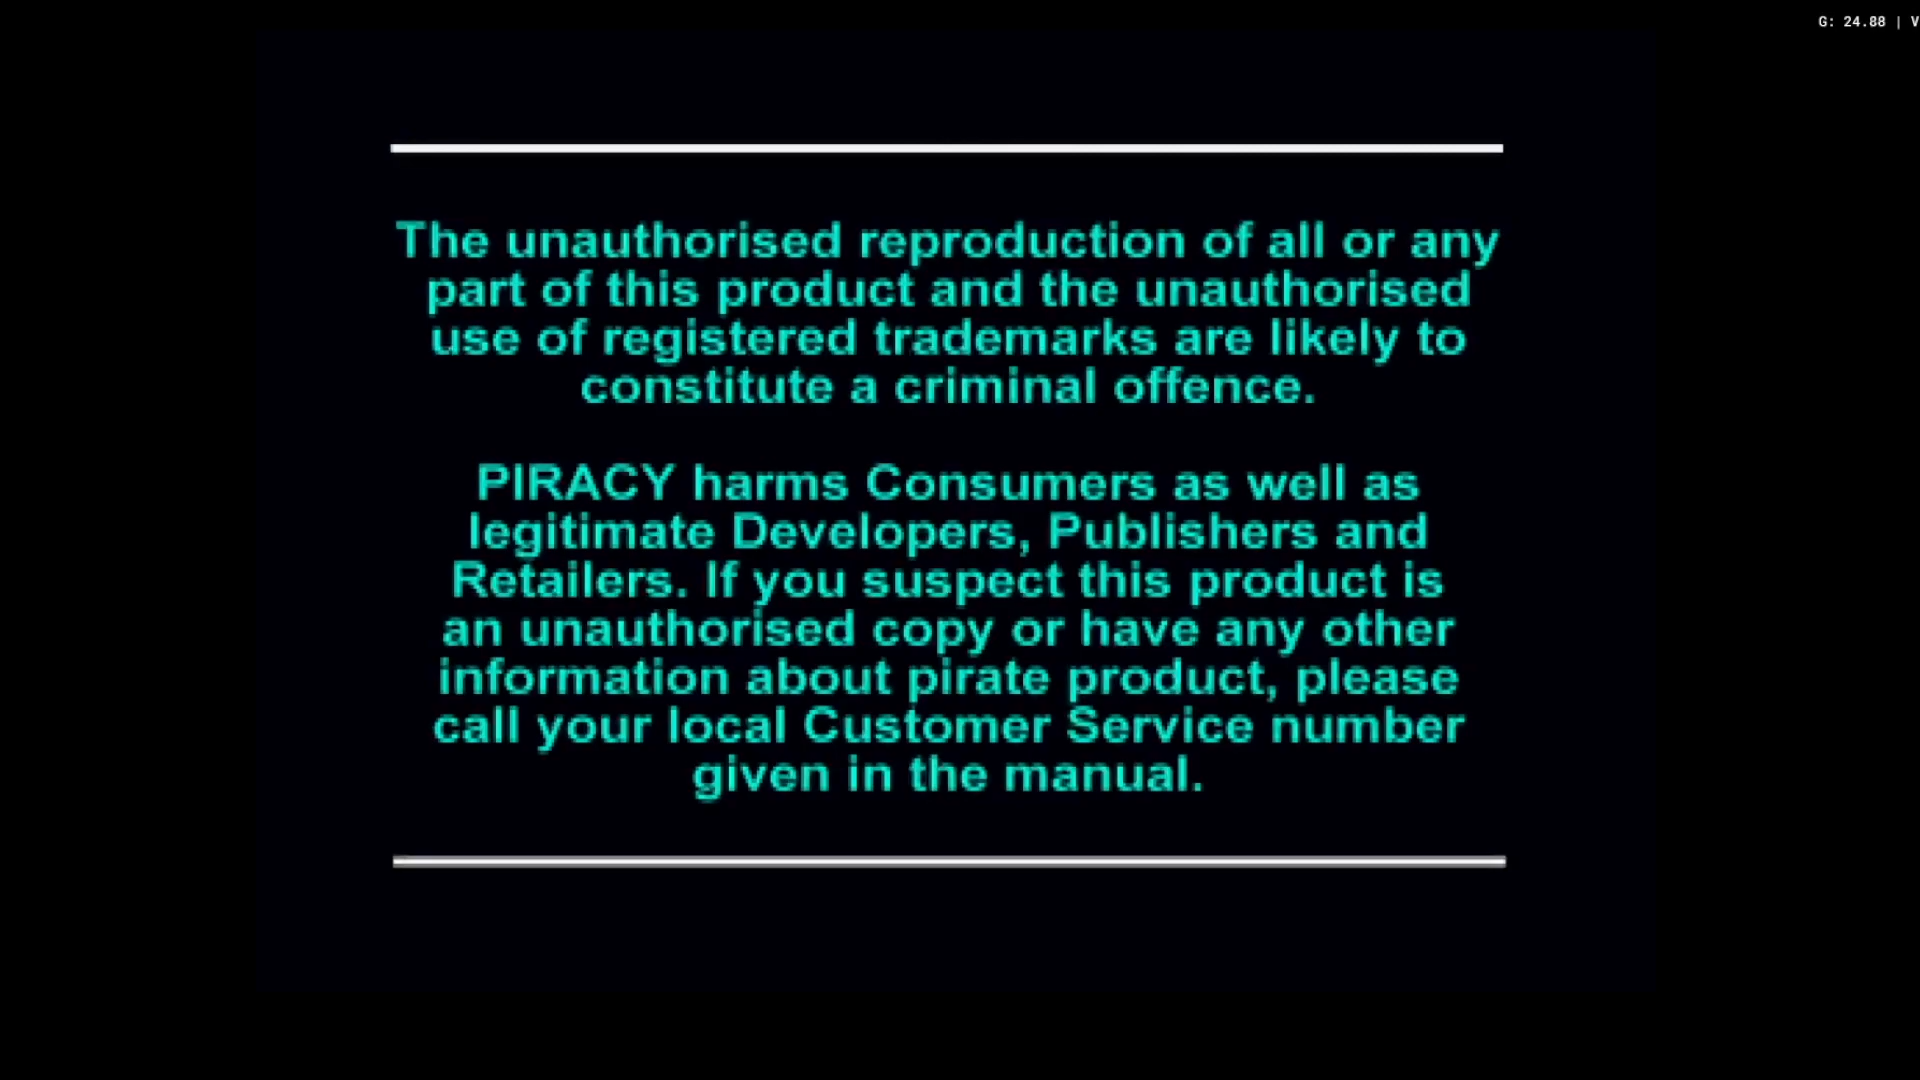 G: 24.88 | V
The unauthorised reproduction of all or any
part of this product and the unauthorised
use of registered trademarks are likely to
constitute a criminal offence.
PIRACY harms Consumers as well as
legitimate Developers, Publishers and
Retailers. If you suspect this product is
an unauthorised copy or have any other
information about pirate product, please
call your local Customer Service number
given in the manual.